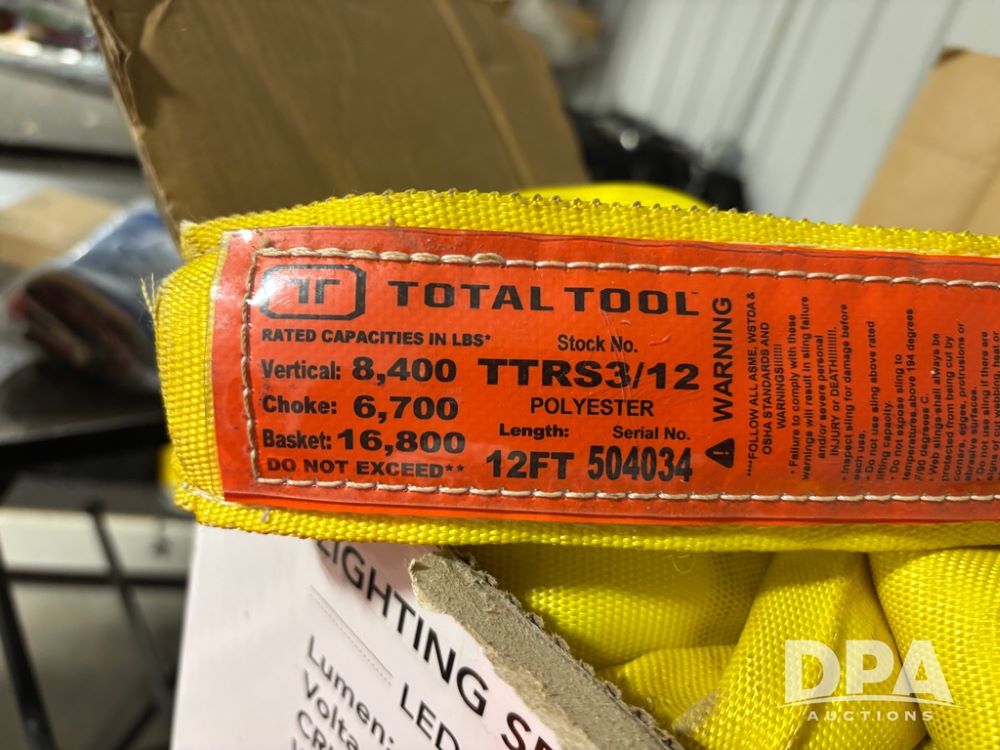 TT TOTAL TOOL
RATED CAPACITIES IN LBS*
Stock No.
Vertical: 8,400
TTRS3/12
Choke: 6,700
POLYESTER
Basket: 16,800
Length:
Serial No.
DO NOT EXCEED**
12FT
504034
WARNING
****FOLLOW ALL ASME, WSTDA &
OSHA STANDARDS AND
WARNINGS!!!!!!!
• Failure to comply with these
warnings will result in sling failure
and/or severe personal
INJURY or DEATH!!!!!!!!.
• Inspect sling for damage before
each use.
• Do not use sling above rated
lifting capacity.
• Do not expose sling to
temperatures above 194 degrees
F/90 degrees C.
• Web slings shall always be
protected from being cut by
corners, edges, protrusions or
abrasive surfaces.
• Do not use sling if there are
LIGHTING
LED
Lumen:
DPA
AUCTIONS